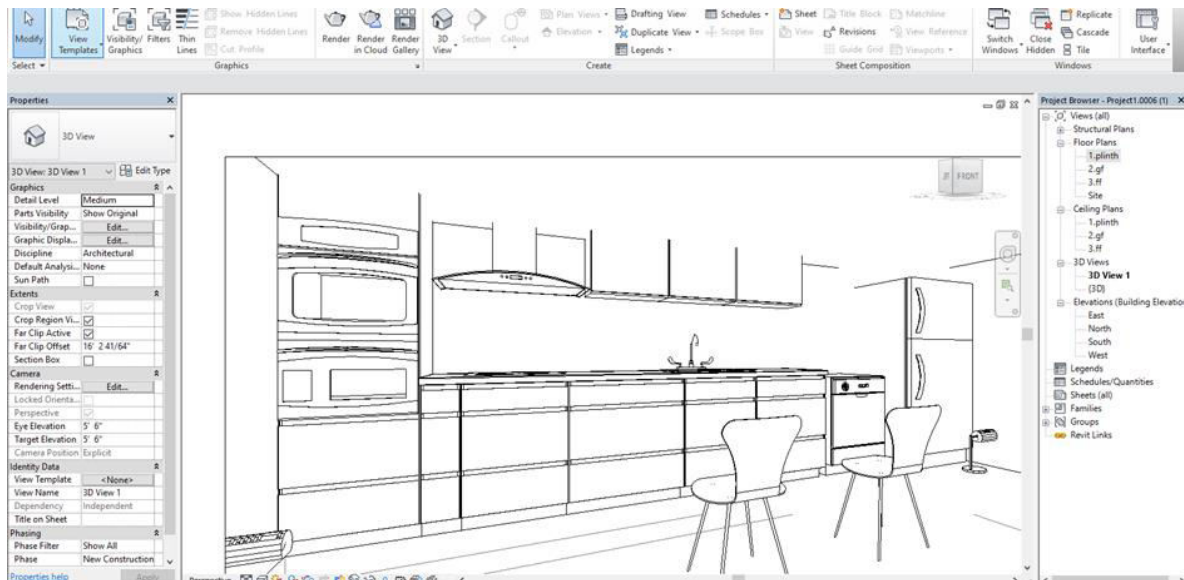 Modify
View Templates
Visibility/ Graphics
Filters
Thin Lines
Show Hidden Lines
Remove Hidden Lines
Cut Profile
Render
Render in Cloud
Render Gallery
3D View
Section
Callout
Plan Views
Elevation
Drafting View
Duplicate View
Legends
Schedules
Scope Box
Sheet
View
Title Block
Revisions
Guide Grid
Matchline
View Reference
Viewports
Switch Windows
Close Hidden
Replicate
Cascade
Tile
User Interface
Select
Graphics
Create
Sheet Composition
Windows
Properties
3D View
3D View: 3D View 1
Edit Type
Graphics
Detail Level Medium
Parts Visibility Show Original
Visibility/Grap... Edit...
Graphic Displa... Edit...
Discipline Architectural
Default Analysi... None
Sun Path
Extents
Crop View
Crop Region Vi...
Far Clip Active
Far Clip Offset 16' 2 41/64"
Section Box
Camera
Rendering Setti... Edit...
Locked Orienta...
Perspective
Eye Elevation 5' 6"
Target Elevation 5' 6"
Camera Position Explicit
Identity Data
View Template <None>
View Name 3D View 1
Dependency Independent
Title on Sheet
Phasing
Phase Filter Show All
Phase New Construction
Properties help Apply
FRONT
Perspective
Project Browser - Project1.0006 (1)
Views (all)
Structural Plans
Floor Plans
1.plinth
2.gf
3.ff
Site
Ceiling Plans
1.plinth
2.gf
3.ff
3D Views
3D View 1
{3D}
Elevations (Building Elevation
East
North
South
West
Legends
Schedules/Quantities
Sheets (all)
Families
Groups
Revit Links